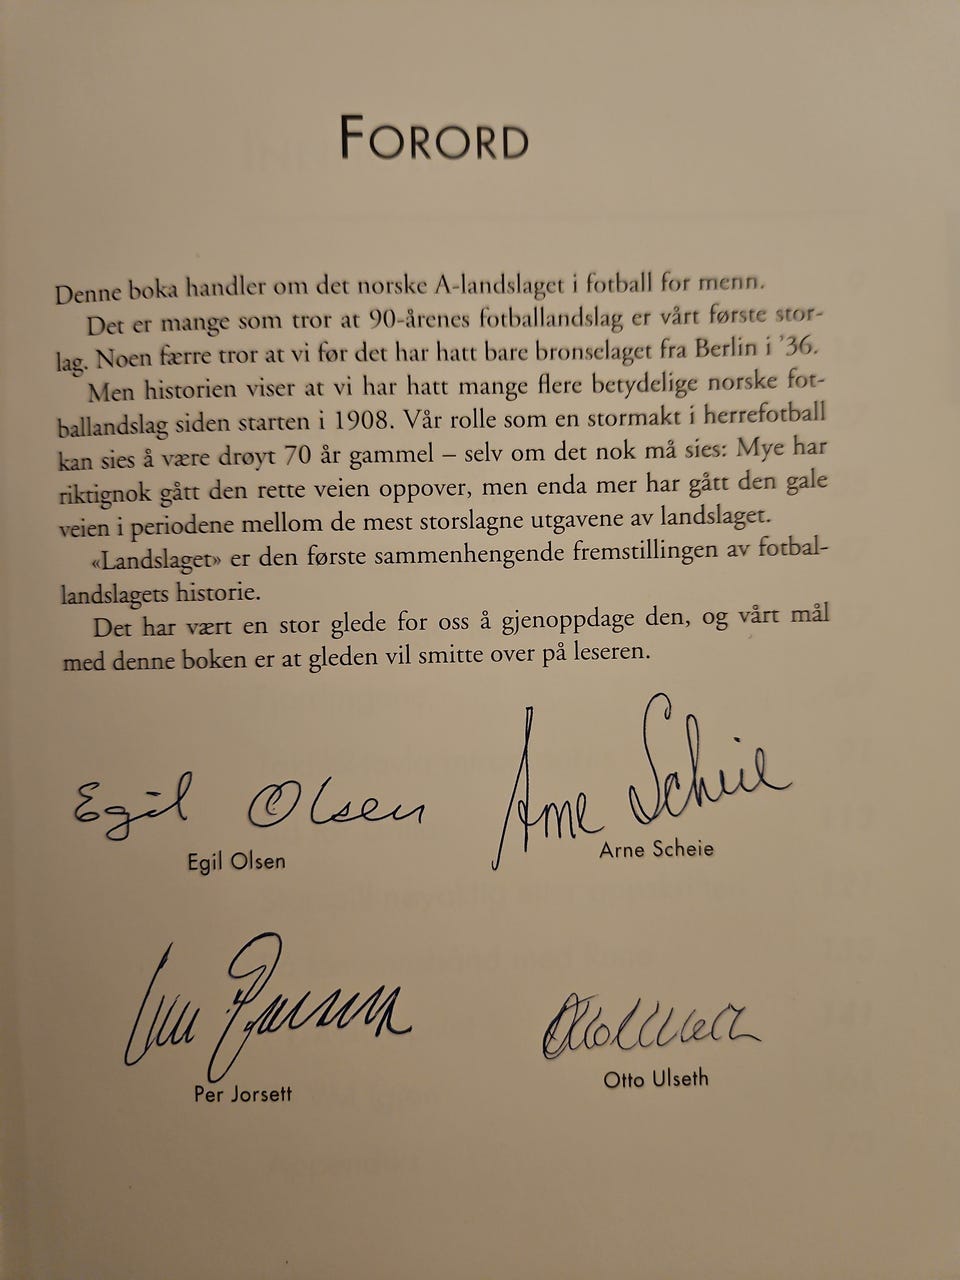 FORORD
Denne boka handler om det norske A-landslaget i fotball for menn.
Det er mange som tror at 90-årenes fotballandslag er vårt første stor-
lag. Noen færre tror at vi før det har hatt bare bronselaget fra Berlin i '36.
Men historien viser at vi har hatt mange flere betydelige norske fot-
ballandslag siden starten i 1908. Vår rolle som en stormakt i herrefotball
kan sies å være drøyt 70 år gammel – selv om det nok må sies: Mye har
riktignok gått den rette veien oppover, men enda mer har gått den gale
veien i periodene mellom de mest storslagne utgavene av landslaget.
«Landslaget» er den første sammenhengende fremstillingen av fotbal-
landslagets historie.
Det har vært en stor glede for oss å gjenoppdage den, og vårt mål
med denne boken er at gleden vil smitte over på leseren.
Egil Olsen
Arne Scheie
Egil Olsen
Arne Scheie
Per Jorsett
Otto Ulseth